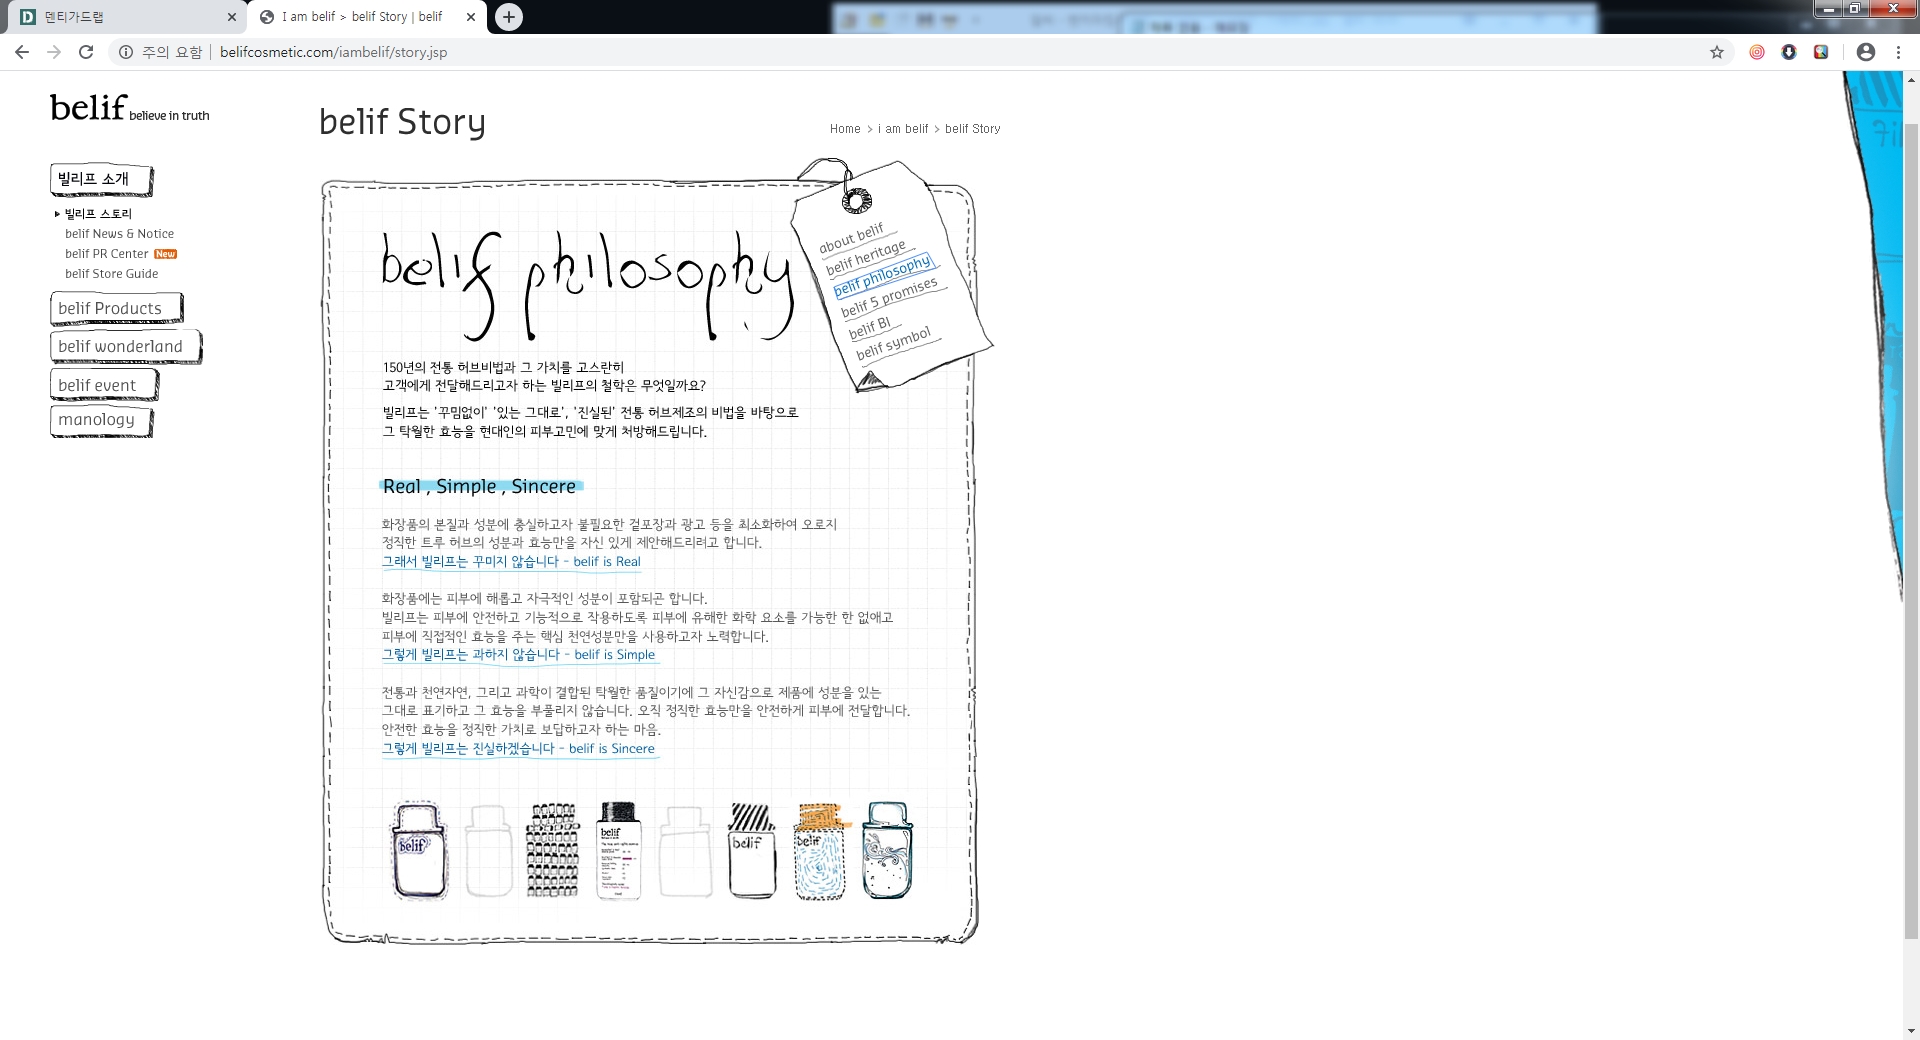 덴티가드랩
I am belif > belif Story | belif
주의 요함
belifcosmetic.com/iambelif/story.jsp
belif believe in truth
belif Story
Home > i am belif > belif Story
빌리프 소개
빌리프 스토리
belif News & Notice
belif PR Center New
belif Store Guide
belif Products
belif wonderland
belif event
manology
about belif
belif heritage
belif philosophy
belif 5 promises
belif BI
belif symbol
belif philosophy
150년의 전통 허브비법과 그 가치를 고스란히
고객에게 전달해드리고자 하는 빌리프의 철학은 무엇일까요?
빌리프는 '꾸밈없이' '있는 그대로', '진실된' 전통 허브제조의 비법을 바탕으로
그 탁월한 효능을 현대인의 피부고민에 맞게 처방해드립니다.
Real , Simple , Sincere
화장품의 본질과 성분에 충실하고자 불필요한 겉포장과 광고 등을 최소화하여 오로지
정직한 트루 허브의 성분과 효능만을 자신 있게 제안해드리려고 합니다.
그래서 빌리프는 꾸미지 않습니다 - belif is Real
화장품에는 피부에 해롭고 자극적인 성분이 포함되곤 합니다.
빌리프는 피부에 안전하고 기능적으로 작용하도록 피부에 유해한 화학 요소를 가능한 한 없애고
피부에 직접적인 효능을 주는 핵심 천연성분만을 사용하고자 노력합니다.
그렇게 빌리프는 과하지 않습니다 - belif is Simple
전통과 천연자연, 그리고 과학이 결합된 탁월한 품질이기에 그 자신감으로 제품에 성분을 있는
그대로 표기하고 그 효능을 부풀리지 않습니다. 오직 정직한 효능만을 안전하게 피부에 전달합니다.
안전한 효능을 정직한 가치로 보답하고자 하는 마음.
그렇게 빌리프는 진실하겠습니다 - belif is Sincere
belif
belif
belif
belif